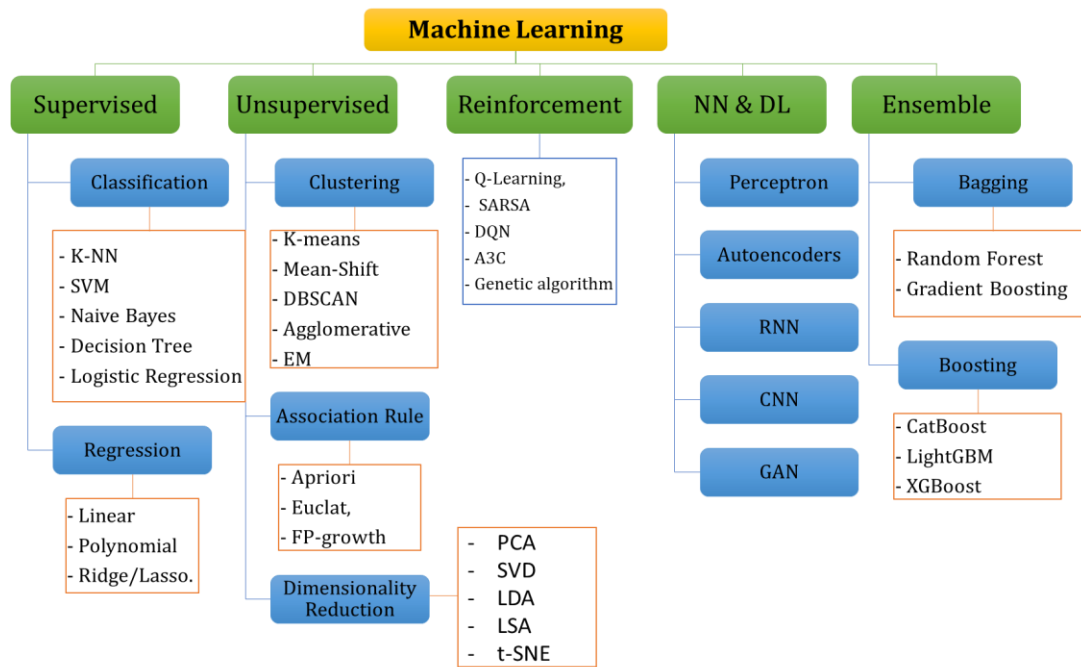 Machine Learning
Supervised
Unsupervised
Reinforcement
NN & DL
Ensemble
Classification
- K-NN
- SVM
- Naive Bayes
- Decision Tree
- Logistic Regression
Regression
- Linear
- Polynomial
- Ridge/Lasso.
Clustering
- K-means
- Mean-Shift
- DBSCAN
- Agglomerative
- EM
Association Rule
- Apriori
- Euclat,
- FP-growth
Dimensionality
Reduction
- PCA
- SVD
- LDA
- LSA
- t-SNE
- Q-Learning,
- SARSA
- DQN
- A3C
- Genetic algorithm
Perceptron
Autoencoders
RNN
CNN
GAN
Bagging
- Random Forest
- Gradient Boosting
Boosting
- CatBoost
- LightGBM
- XGBoost